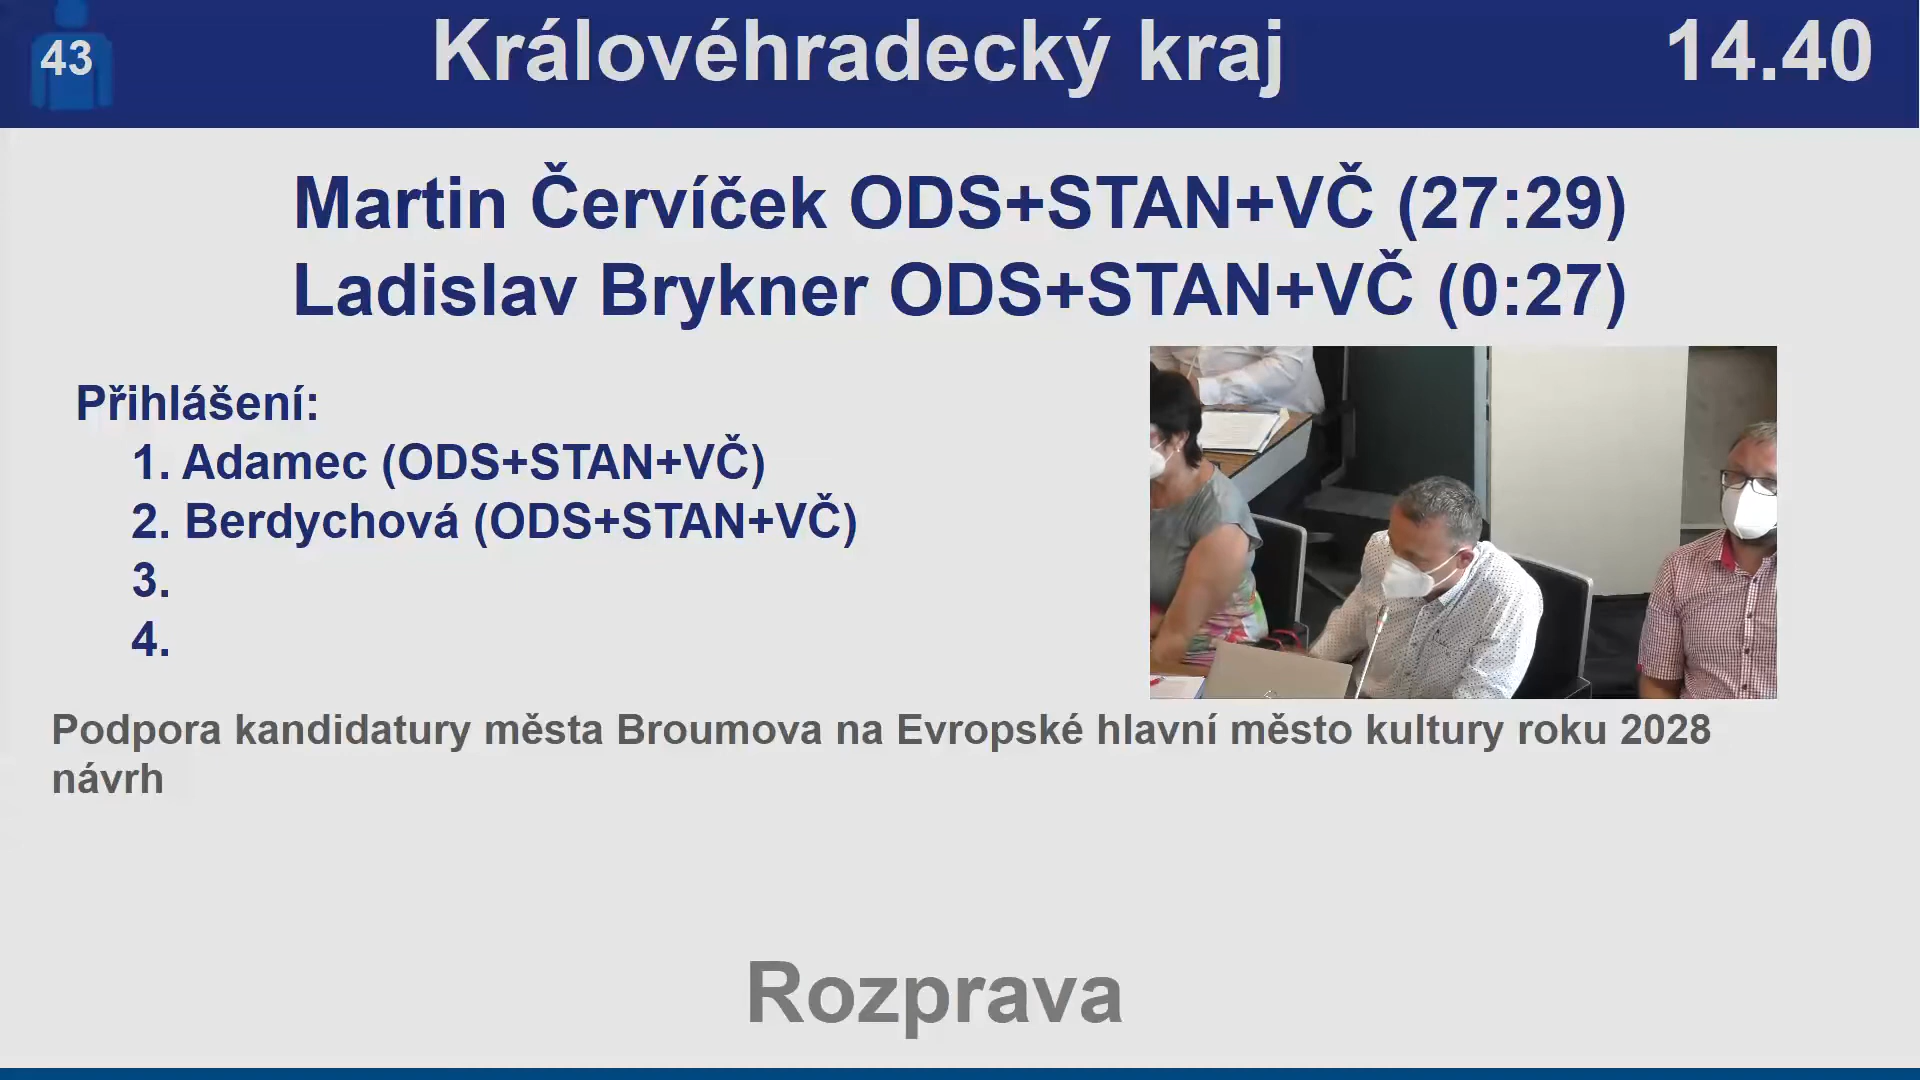 43
Královéhradecký kraj
14.40
Martin Červíček ODS+STAN+VČ (27:29)
Ladislav Brykner ODS+STAN+VČ (0:27)
Přihlášení:
1. Adamec (ODS+STAN+VČ)
2. Berdychová (ODS+STAN+VČ)
3.
4.
Podpora kandidatury města Broumova na Evropské hlavní město kultury roku 2028
návrh
Rozprava